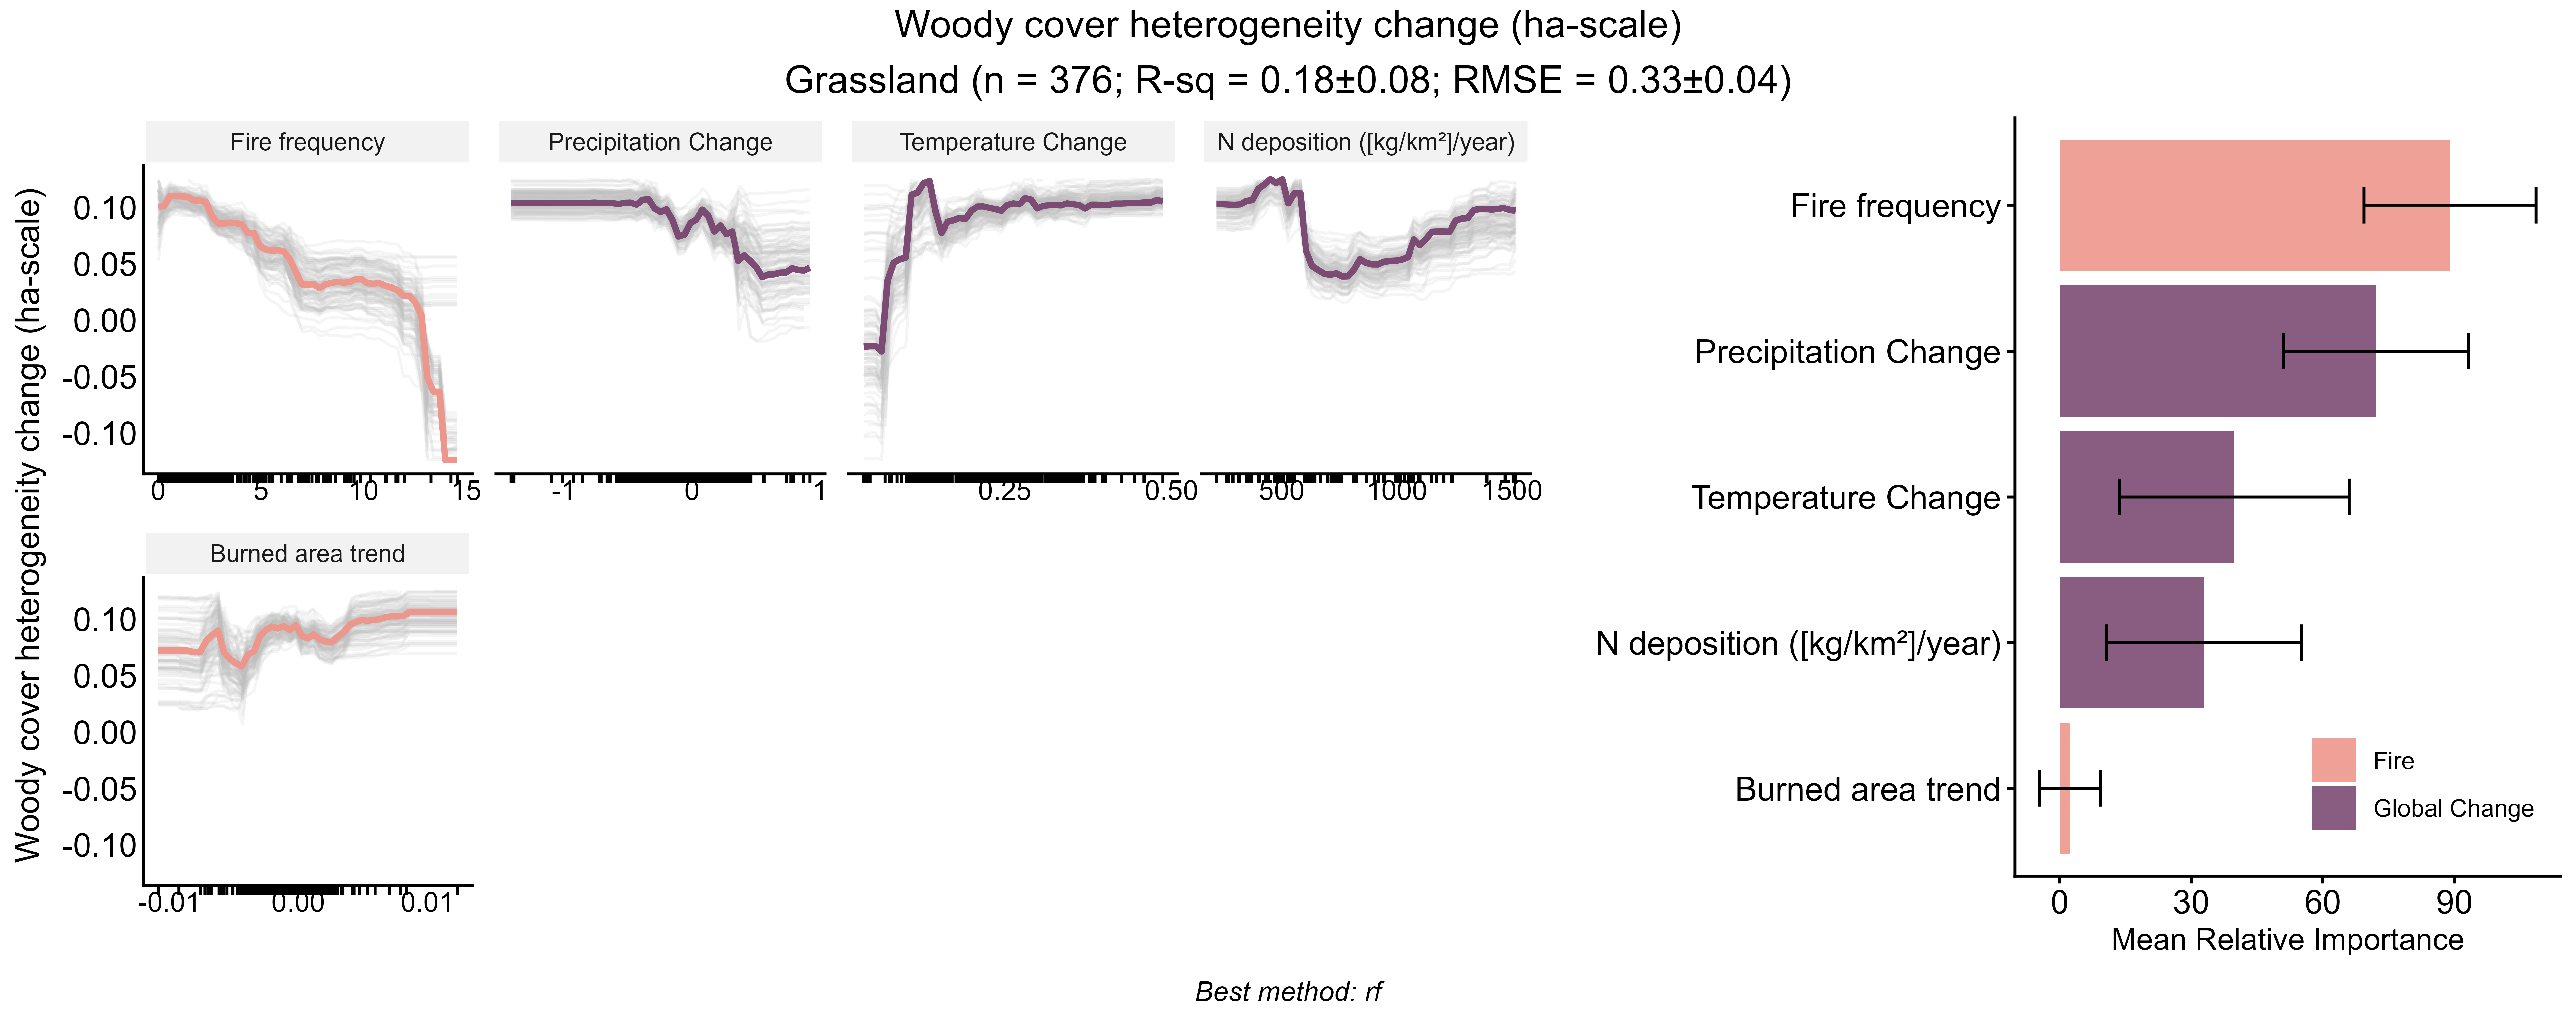 Woody cover heterogeneity change (ha-scale)
Grassland (n = 376; R-sq = 0.18±0.08; RMSE = 0.33±0.04)
Woody cover heterogeneity change (ha-scale)
Fire frequency
0.10
0.05
0.00
-0.05
-0.10
0 5 10 15
Precipitation Change
-1 0 1
Temperature Change
0.25 0.50
N deposition ([kg/km²]/year)
500 1000 1500
Burned area trend
0.10
0.05
0.00
-0.05
-0.10
-0.01 0.00 0.01
Fire frequency
Precipitation Change
Temperature Change
N deposition ([kg/km²]/year)
Burned area trend
Fire
Global Change
0 30 60 90
Mean Relative Importance
Best method: rf